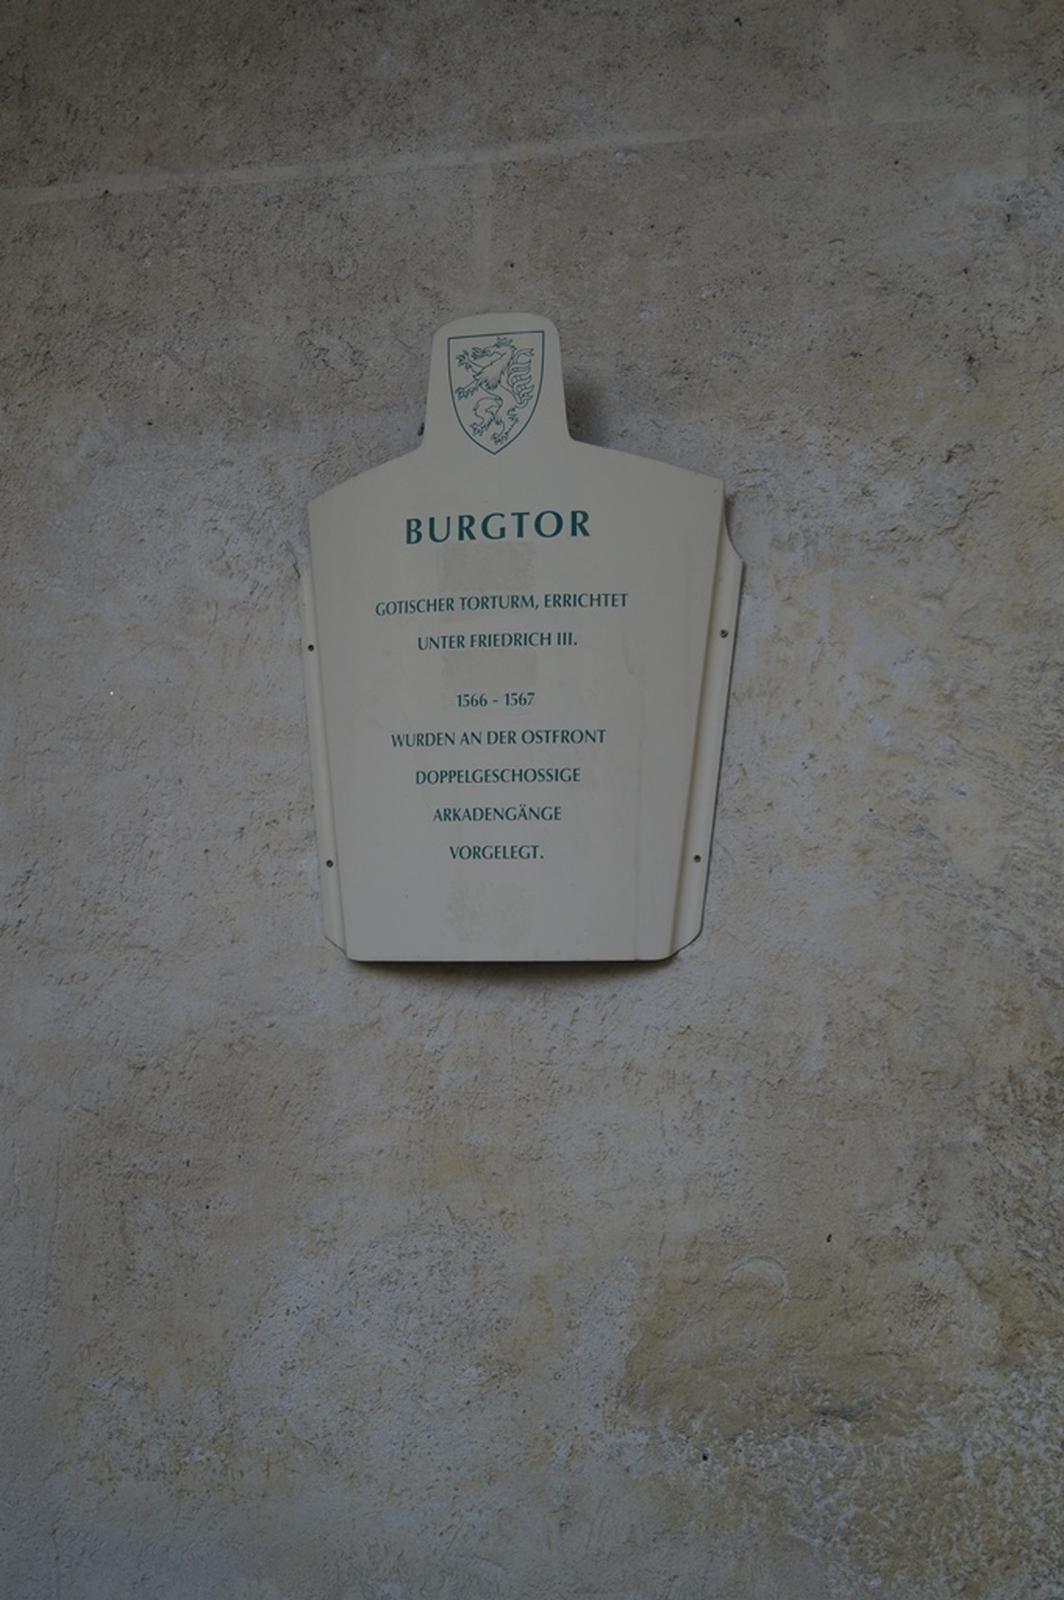 BURGTOR
GOTISCHER TORTURM, ERRICHTET
UNTER FRIEDRICH III.
1566 - 1567
WURDEN AN DER OSTFRONT
DOPPELGESCHOSSIGE
ARKADENGÄNGE
VORGELEGT.